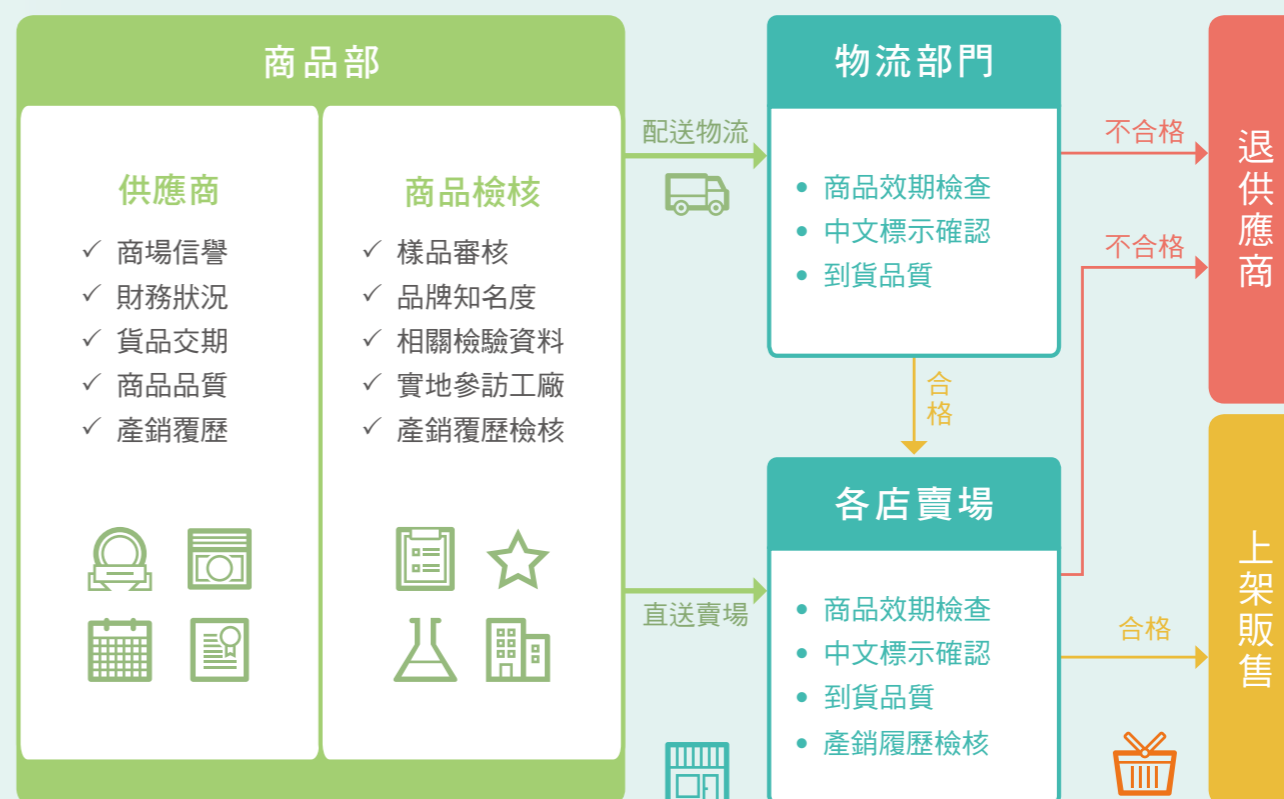 商品部
供應商
商場信譽
財務狀況
貨品交期
商品品質
產銷覆歷
商品檢核
樣品審核
品牌知名度
相關檢驗資料
實地參訪工廠
產銷覆歷檢核
配送物流
直送賣場
物流部門
商品效期檢查
中文標示確認
到貨品質
合格
各店賣場
商品效期檢查
中文標示確認
到貨品質
產銷履歷檢核
不合格
不合格
合格
退供應商
上架販售